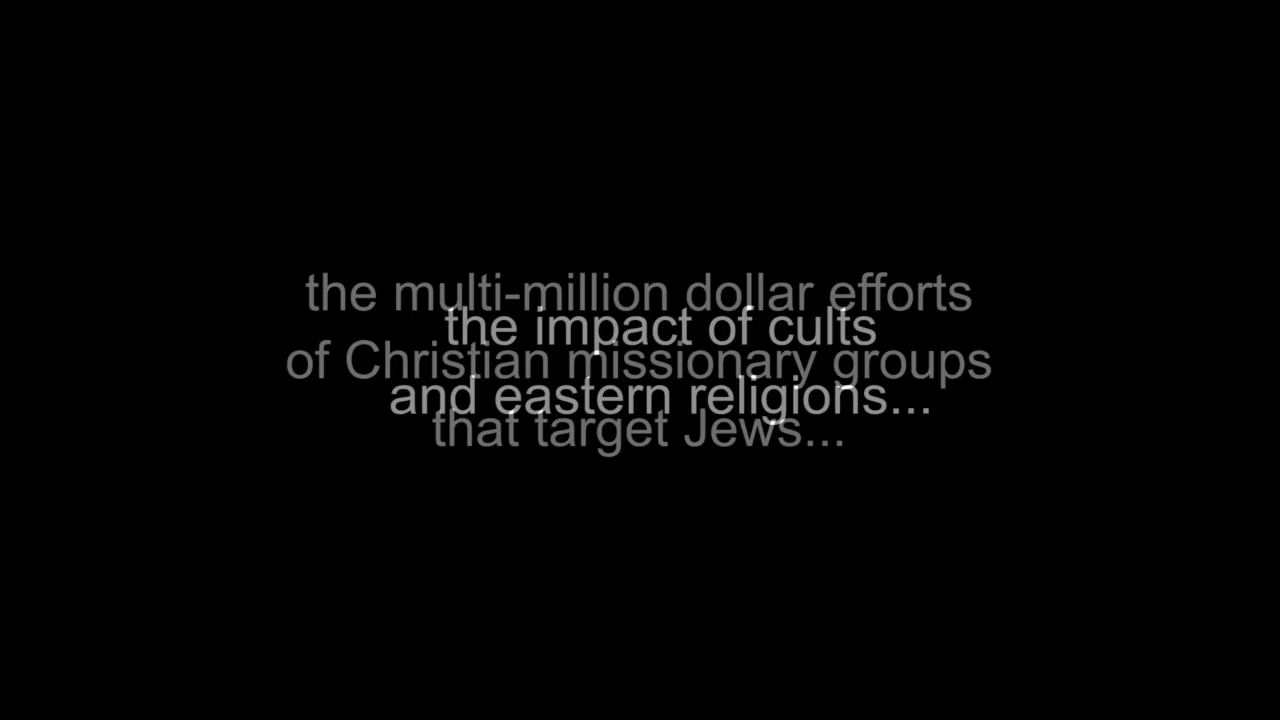 the multi-million dollar efforts
of Christian missionary groups
that target Jews...
the impact of cults
and eastern religions...